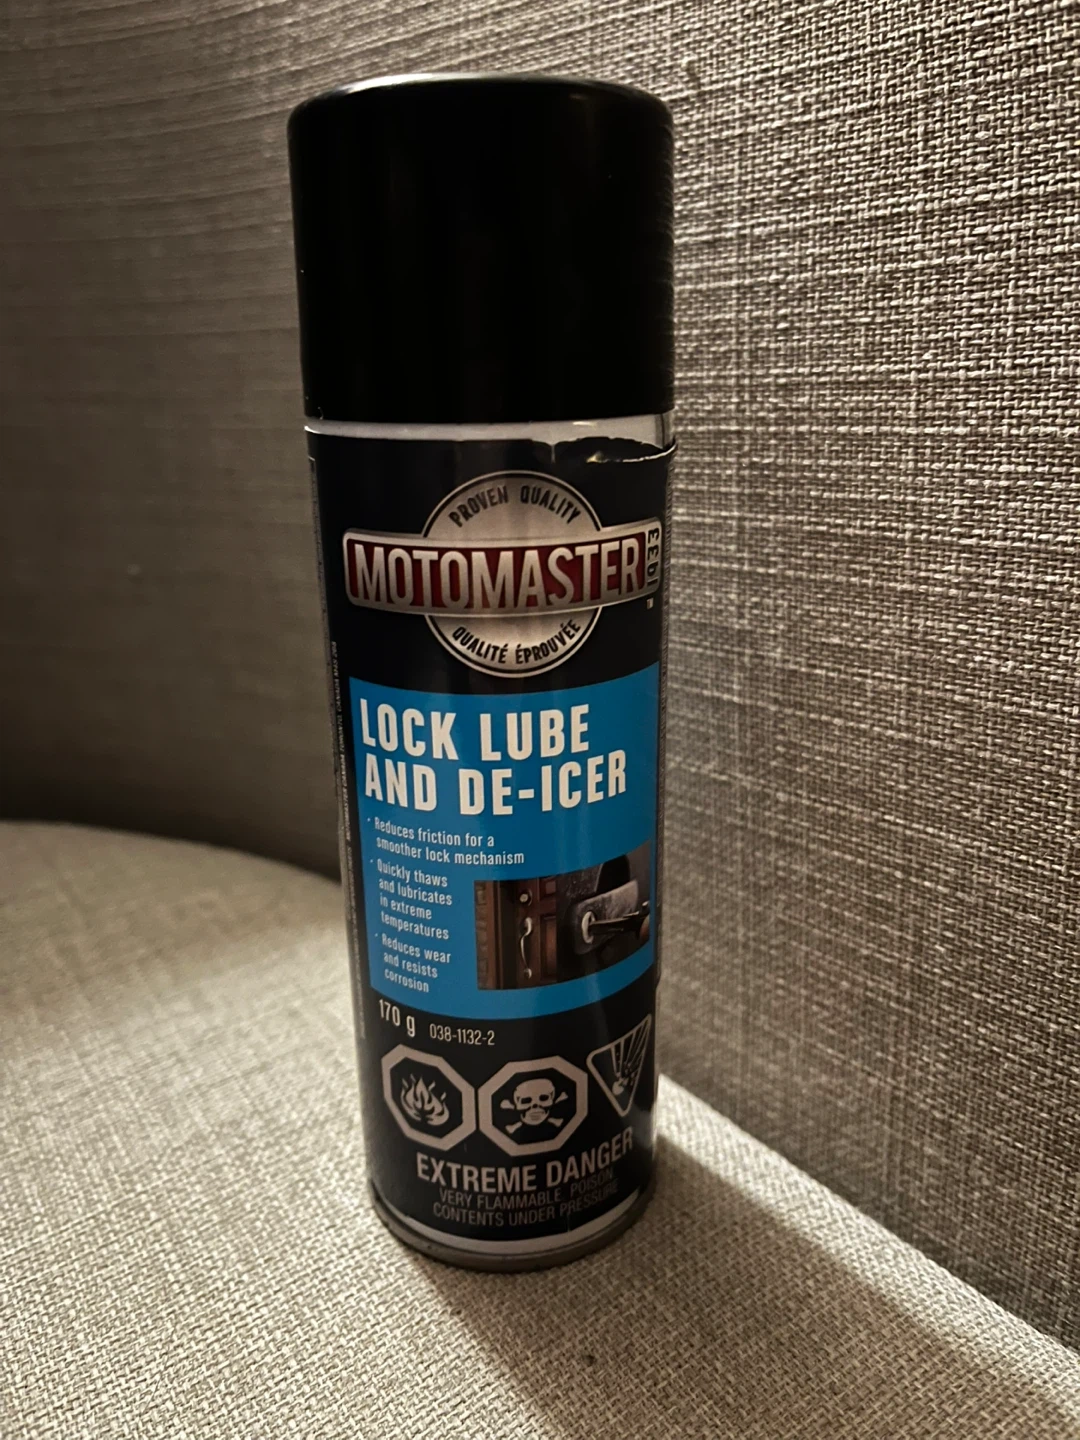 PROVEN QUALITY
MOTOMASTER 1933
TM
QUALITÉ ÉPROUVÉE
LOCK LUBE
AND DE-ICER
• Reduces friction for a
smoother lock mechanism
• Quickly thaws
and lubricates
in extreme
temperatures
• Reduces wear
and resists
corrosion
170 g 038-1132-2
EXTREME DANGER
VERY FLAMMABLE, POISON,
CONTENTS UNDER PRESSURE